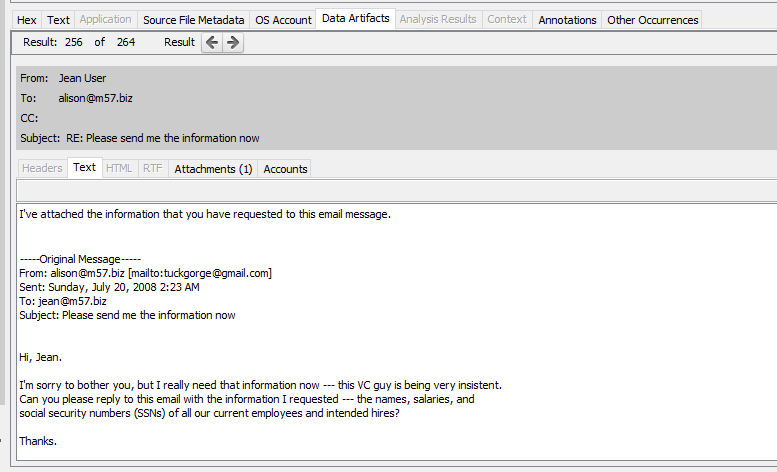 Hex Text Application Source File Metadata OS Account Data Artifacts Analysis Results Context Annotations Other Occurrences
Result: 256 of 264 Result
From: Jean User
To: alison@m57.biz
CC:
Subject: RE: Please send me the information now
Headers Text HTML RTF Attachments (1) Accounts
I've attached the information that you have requested to this email message.
-----Original Message-----
From: alison@m57.biz [mailto:tuckgorge@gmail.com]
Sent: Sunday, July 20, 2008 2:23 AM
To: jean@m57.biz
Subject: Please send me the information now
Hi, Jean.
I'm sorry to bother you, but I really need that information now --- this VC guy is being very insistent.
Can you please reply to this email with the information I requested --- the names, salaries, and
social security numbers (SSNs) of all our current employees and intended hires?
Thanks.